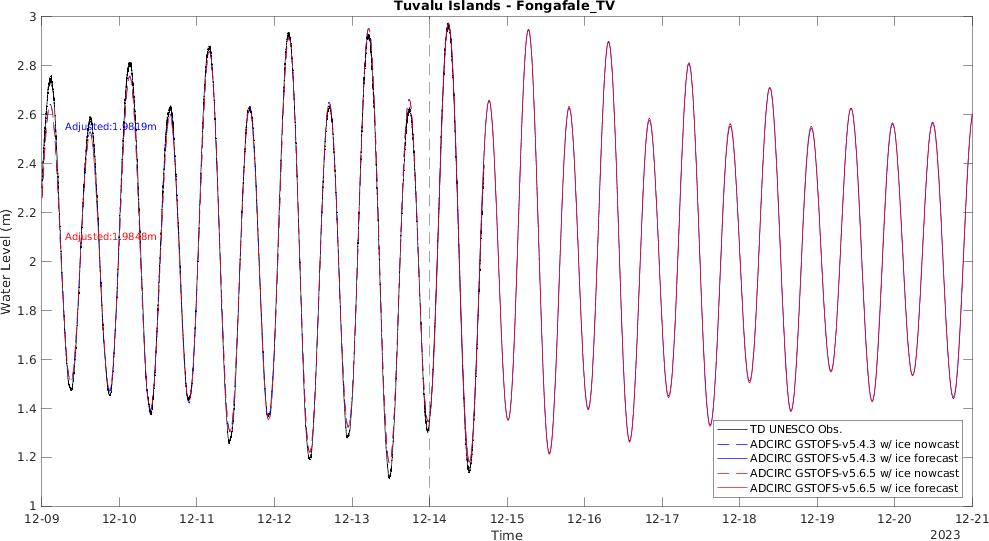 Tuvalu Islands - Fongafale_TV
3
2.8
2.6
2.4
2.2
2
1.8
1.6
1.4
1.2
1
Water Level (m)
Adjusted:1.9819m
Adjusted:1.9848m
TD UNESCO Obs.
ADCIRC GSTOFS-v5.4.3 w/ ice nowcast
ADCIRC GSTOFS-v5.4.3 w/ ice forecast
ADCIRC GSTOFS-v5.6.5 w/ ice nowcast
ADCIRC GSTOFS-v5.6.5 w/ ice forecast
12-09 12-10 12-11 12-12 12-13 12-14 12-15 12-16 12-17 12-18 12-19 12-20 12-21
Time
2023